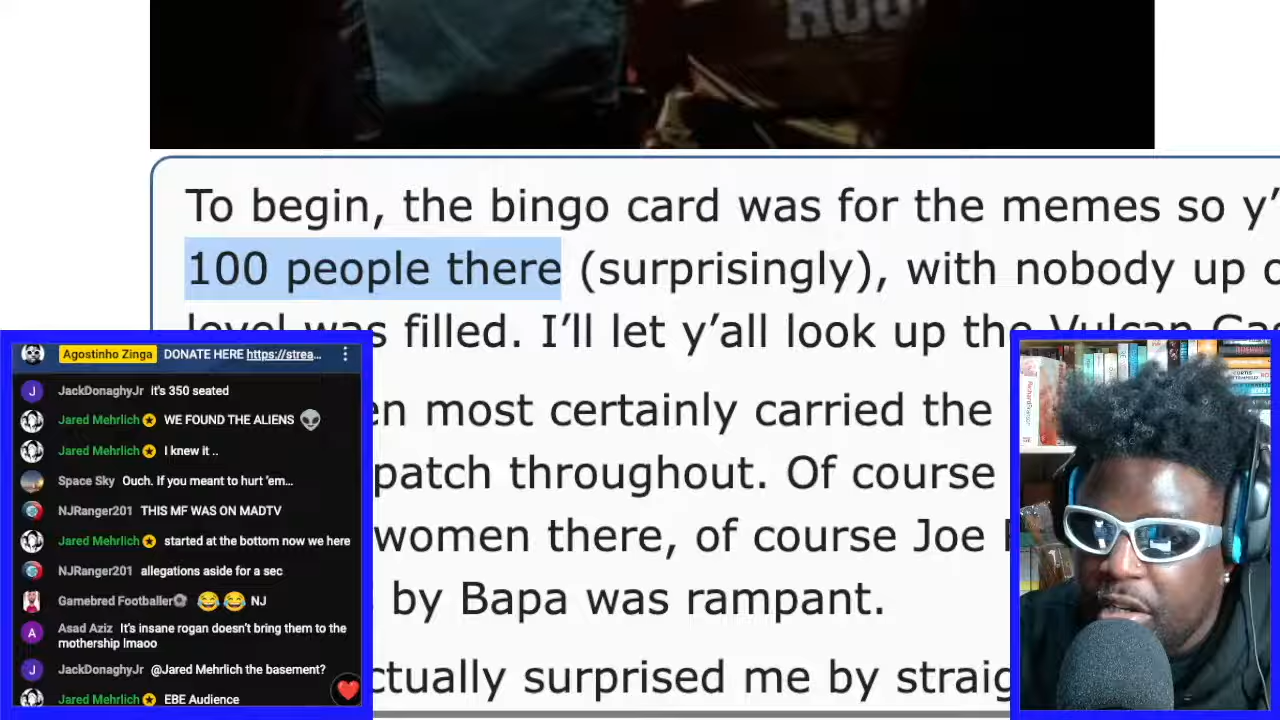 To begin, the bingo card was for the memes so y'
100 people there (surprisingly), with nobody up o
level was filled. I'll let y'all look up the Vulcan Gas
en most certainly carried the
patch throughout. Of course
women there, of course Joe
by Bapa was rampant.
ctually surprised me by straig
Agostinho Zinga DONATE HERE https://strea...
JackDonaghyJr it's 350 seated
Jared Mehrlich WE FOUND THE ALIENS 👽
Jared Mehrlich I knew it ..
Space Sky Ouch. If you meant to hurt 'em...
NJRanger201 THIS MF WAS ON MADTV
Jared Mehrlich started at the bottom now we here
NJRanger201 allegations aside for a sec
Gamebred Footballer⚽ 😂 😂 NJ
Asad Aziz It's insane rogan doesn't bring them to the
mothership lmaoo
JackDonaghyJr @Jared Mehrlich the basement?
Jared Mehrlich EBE Audience